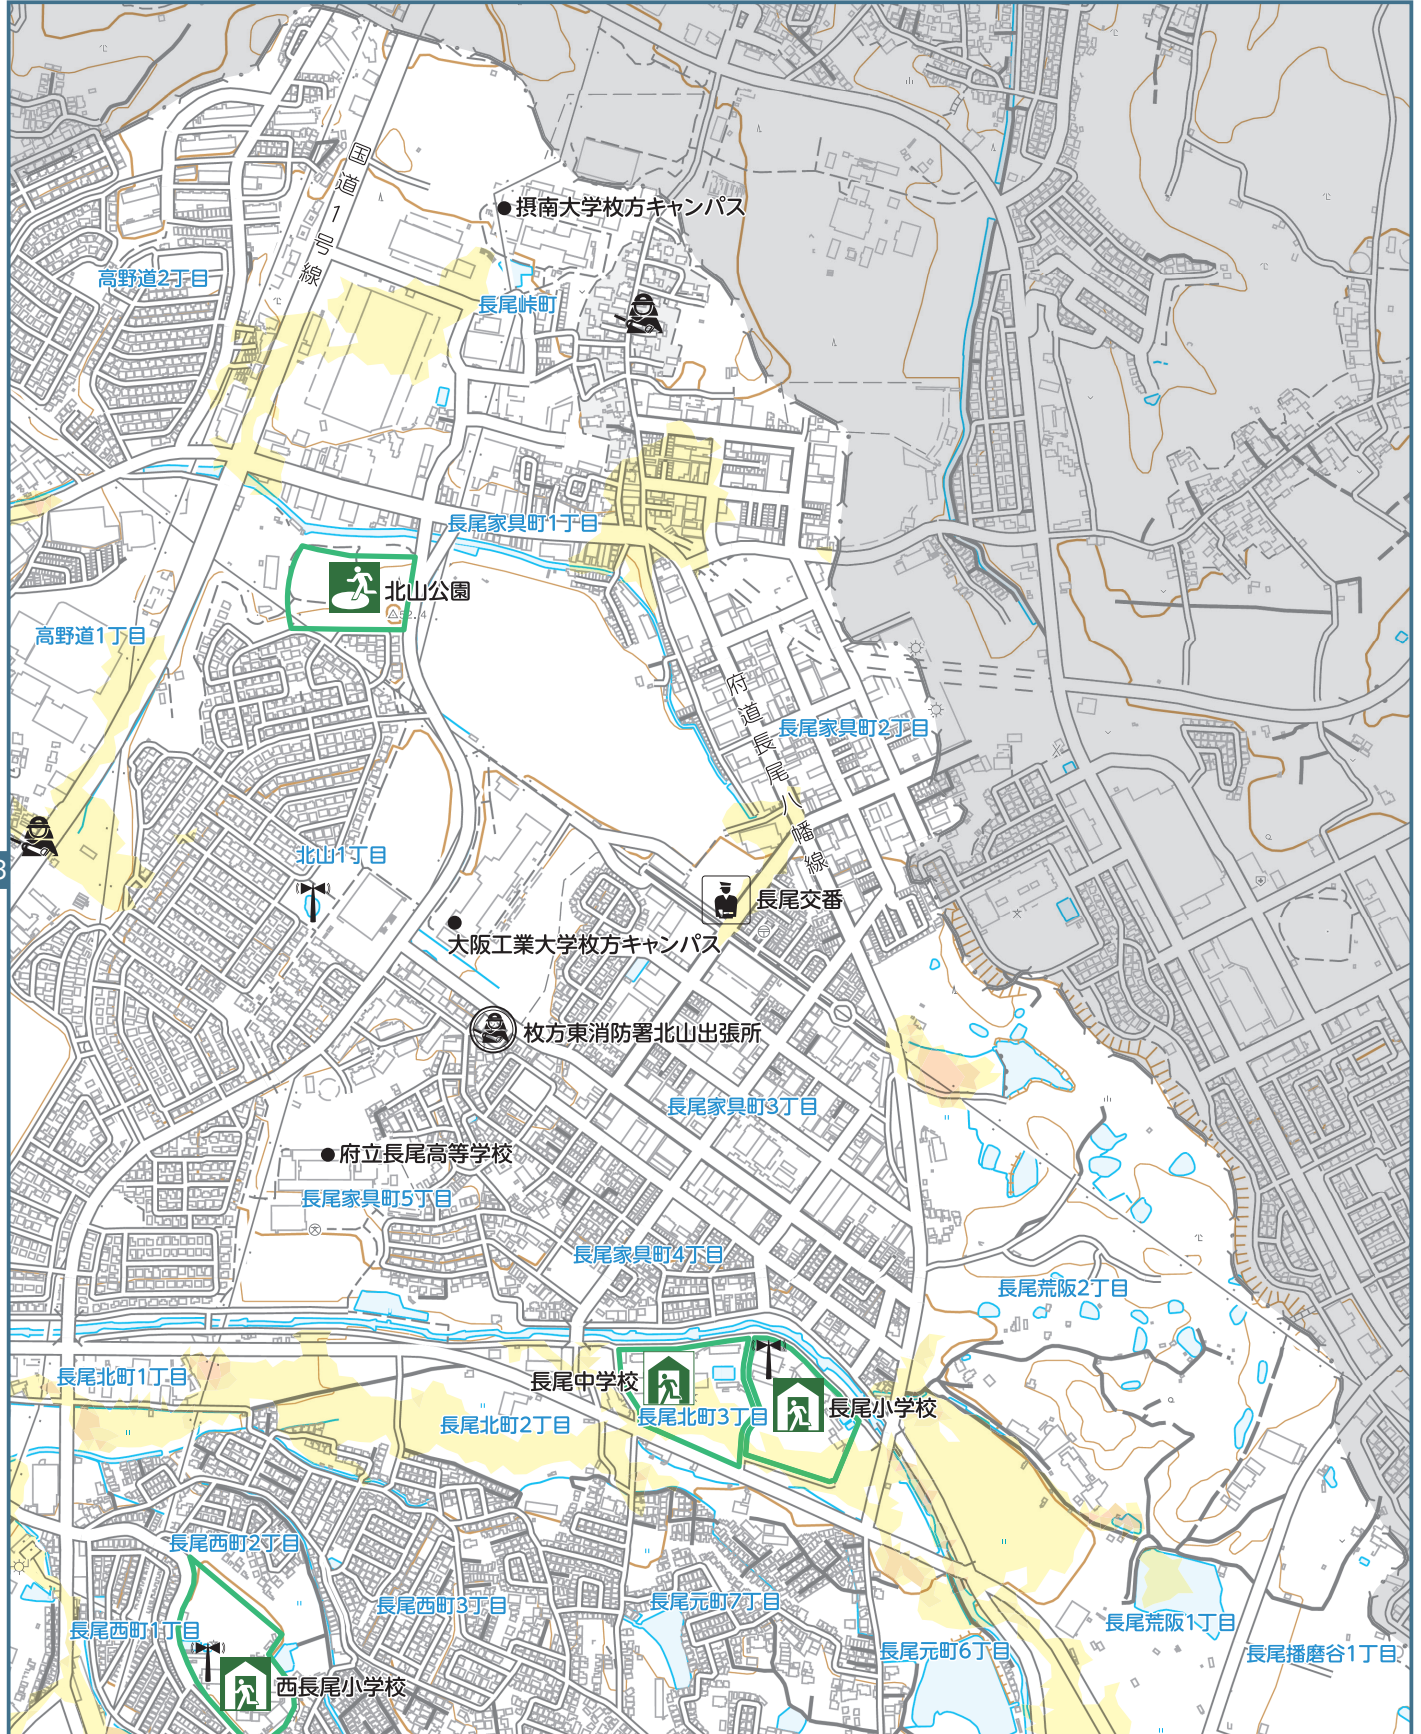 国道1号線
摂南大学枚方キャンパス
高野道2丁目
長尾峠町
長尾家具町1丁目
北山公園
52.4
高野道1丁目
府道長尾八幡線
長尾家具町2丁目
北山1丁目
3
長尾交番
大阪工業大学枚方キャンパス
枚方東消防署北山出張所
長尾家具町3丁目
府立長尾高等学校
長尾家具町5丁目
長尾家具町4丁目
長尾荒阪2丁目
長尾北町1丁目
長尾中学校
長尾北町3丁目
長尾小学校
長尾北町2丁目
長尾西町2丁目
長尾西町3丁目
長尾元町7丁目
長尾西町1丁目
長尾荒阪1丁目
長尾元町6丁目
長尾播磨谷1丁目
西長尾小学校